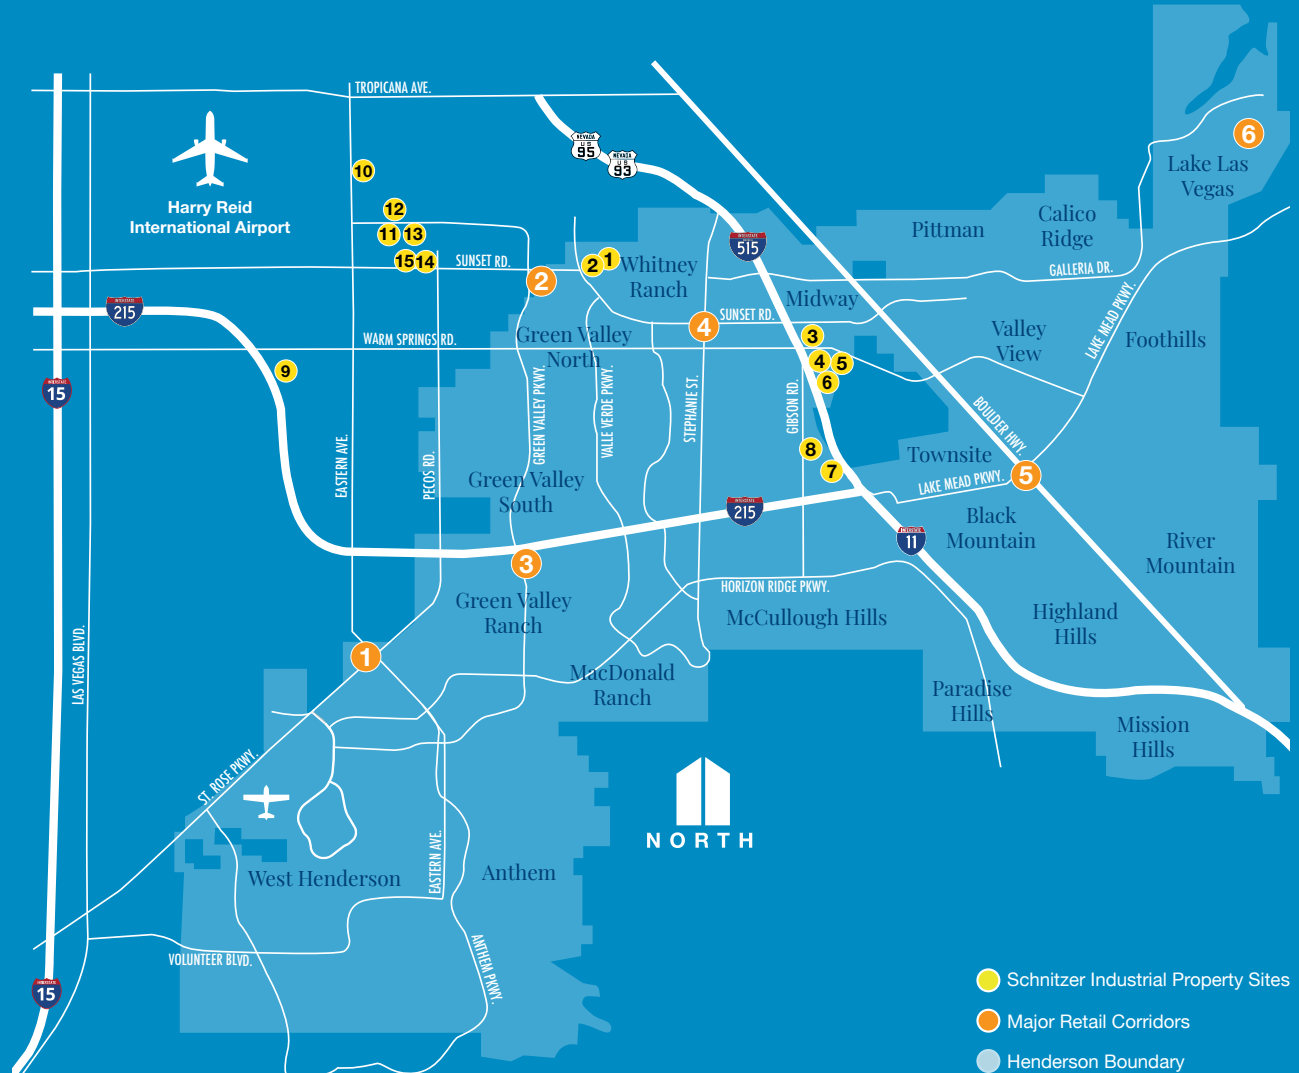 TROPICANA AVE.
NEVADA
U S
95
NEVADA
U S
93
6
Lake Las
Vegas
10
Harry Reid
International Airport
12
11
13
15
14
SUNSET RD.
2
1
2
Whitney
Ranch
INTERSTATE
515
Pittman
Calico
Ridge
GALLERIA DR.
INTERSTATE
215
Midway
4
SUNSET RD.
LAKE MEAD PKWY.
Valley
View
Foothills
WARM SPRINGS RD.
Green Valley
North
3
4
5
6
9
INTERSTATE
15
GREEN VALLEY PKWY.
VALLE VERDE PKWY.
STEPHANIE ST.
GIBSON RD.
BOULDER HWY.
EASTERN AVE.
PECOS RD.
8
7
Townsite
LAKE MEAD PKWY.
5
Green Valley
South
INTERSTATE
215
INTERSTATE
11
Black
Mountain
River
Mountain
3
HORIZON RIDGE PKWY.
Green Valley
Ranch
McCullough Hills
Highland
Hills
LAS VEGAS BLVD.
1
MacDonald
Ranch
Paradise
Hills
Mission
Hills
ST. ROSE PKWY.
NORTH
EASTERN AVE.
West Henderson
Anthem
VOLUNTEER BLVD.
ANTHEM PKWY.
INTERSTATE
15
Schnitzer Industrial Property Sites
Major Retail Corridors
Henderson Boundary